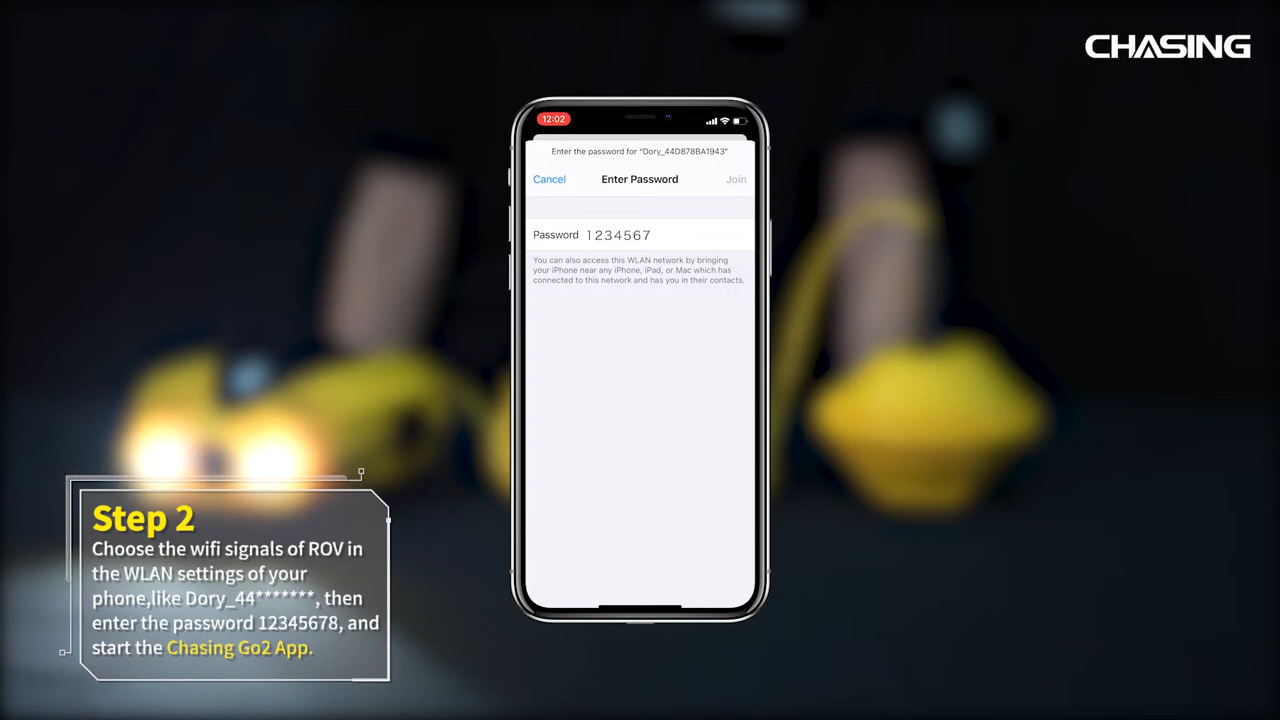 CHASING
12:02
Enter the password for “Dory_44D878BA1943”
Cancel Enter Password Join
Password 1234567
You can also access this WLAN network by bringing
your iPhone near any iPhone, iPad, or Mac which has
connected to this network and has you in their contacts.
Step 2
Choose the wifi signals of ROV in
the WLAN settings of your
phone,like Dory_44*******, then
enter the password 12345678, and
start the Chasing Go2 App.